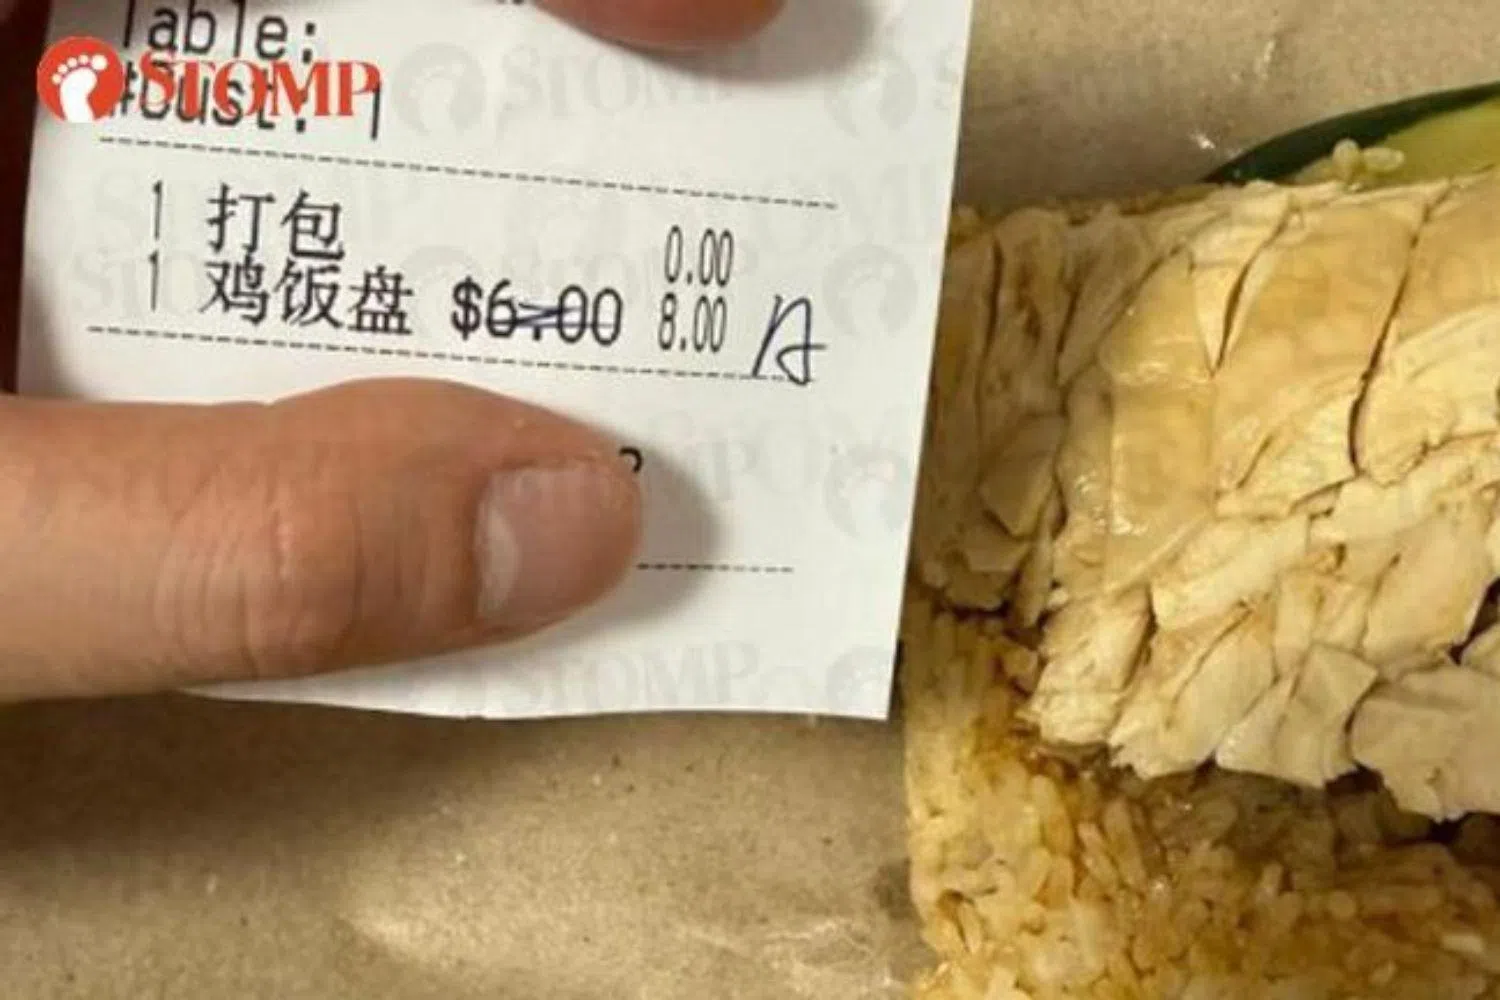 Table:
STOMP
#Cust: 1
1 打包 0.00
1 鸡饭盘 $6.00 8.00